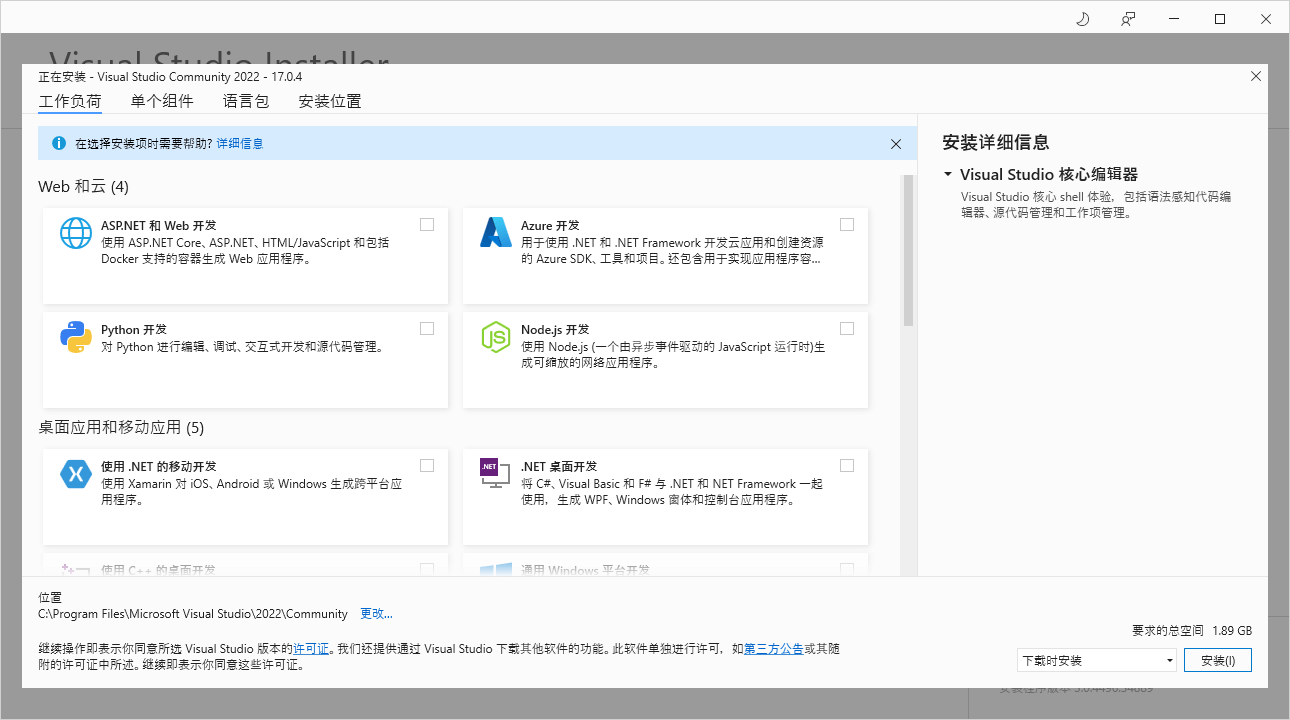 Visual Studio Installer
正在安装 - Visual Studio Community 2022 - 17.0.4
工作负荷 单个组件 语言包 安装位置
在选择安装项时需要帮助? 详细信息
Web 和云 (4)
ASP.NET 和 Web 开发
使用 ASP.NET Core、ASP.NET、HTML/JavaScript 和包括
Docker 支持的容器生成 Web 应用程序。
Azure 开发
用于使用 .NET 和 .NET Framework 开发云应用和创建资源
的 Azure SDK、工具和项目。还包含用于实现应用程序容...
Python 开发
对 Python 进行编辑、调试、交互式开发和源代码管理。
Node.js 开发
使用 Node.js (一个由异步事件驱动的 JavaScript 运行时)生
成可缩放的网络应用程序。
JS
桌面应用和移动应用 (5)
使用 .NET 的移动开发
使用 Xamarin 对 iOS、Android 或 Windows 生成跨平台应
用程序。
.NET
.NET 桌面开发
将 C#、Visual Basic 和 F# 与 .NET 和 .NET Framework 一起
使用，生成 WPF、Windows 窗体和控制台应用程序。
使用 C++ 的桌面开发
通用 Windows 平台开发
安装详细信息
Visual Studio 核心编辑器
Visual Studio 核心 shell 体验，包括语法感知代码编
辑器、源代码管理和工作项管理。
位置
C:\Program Files\Microsoft Visual Studio\2022\Community 更改...
继续操作即表示你同意所选 Visual Studio 版本的许可证。我们还提供通过 Visual Studio 下载其他软件的功能。此软件单独进行许可，如第三方公告或其随
附的许可证中所述。继续即表示你同意这些许可证。
要求的总空间 1.89 GB
下载时安装 安装(I)